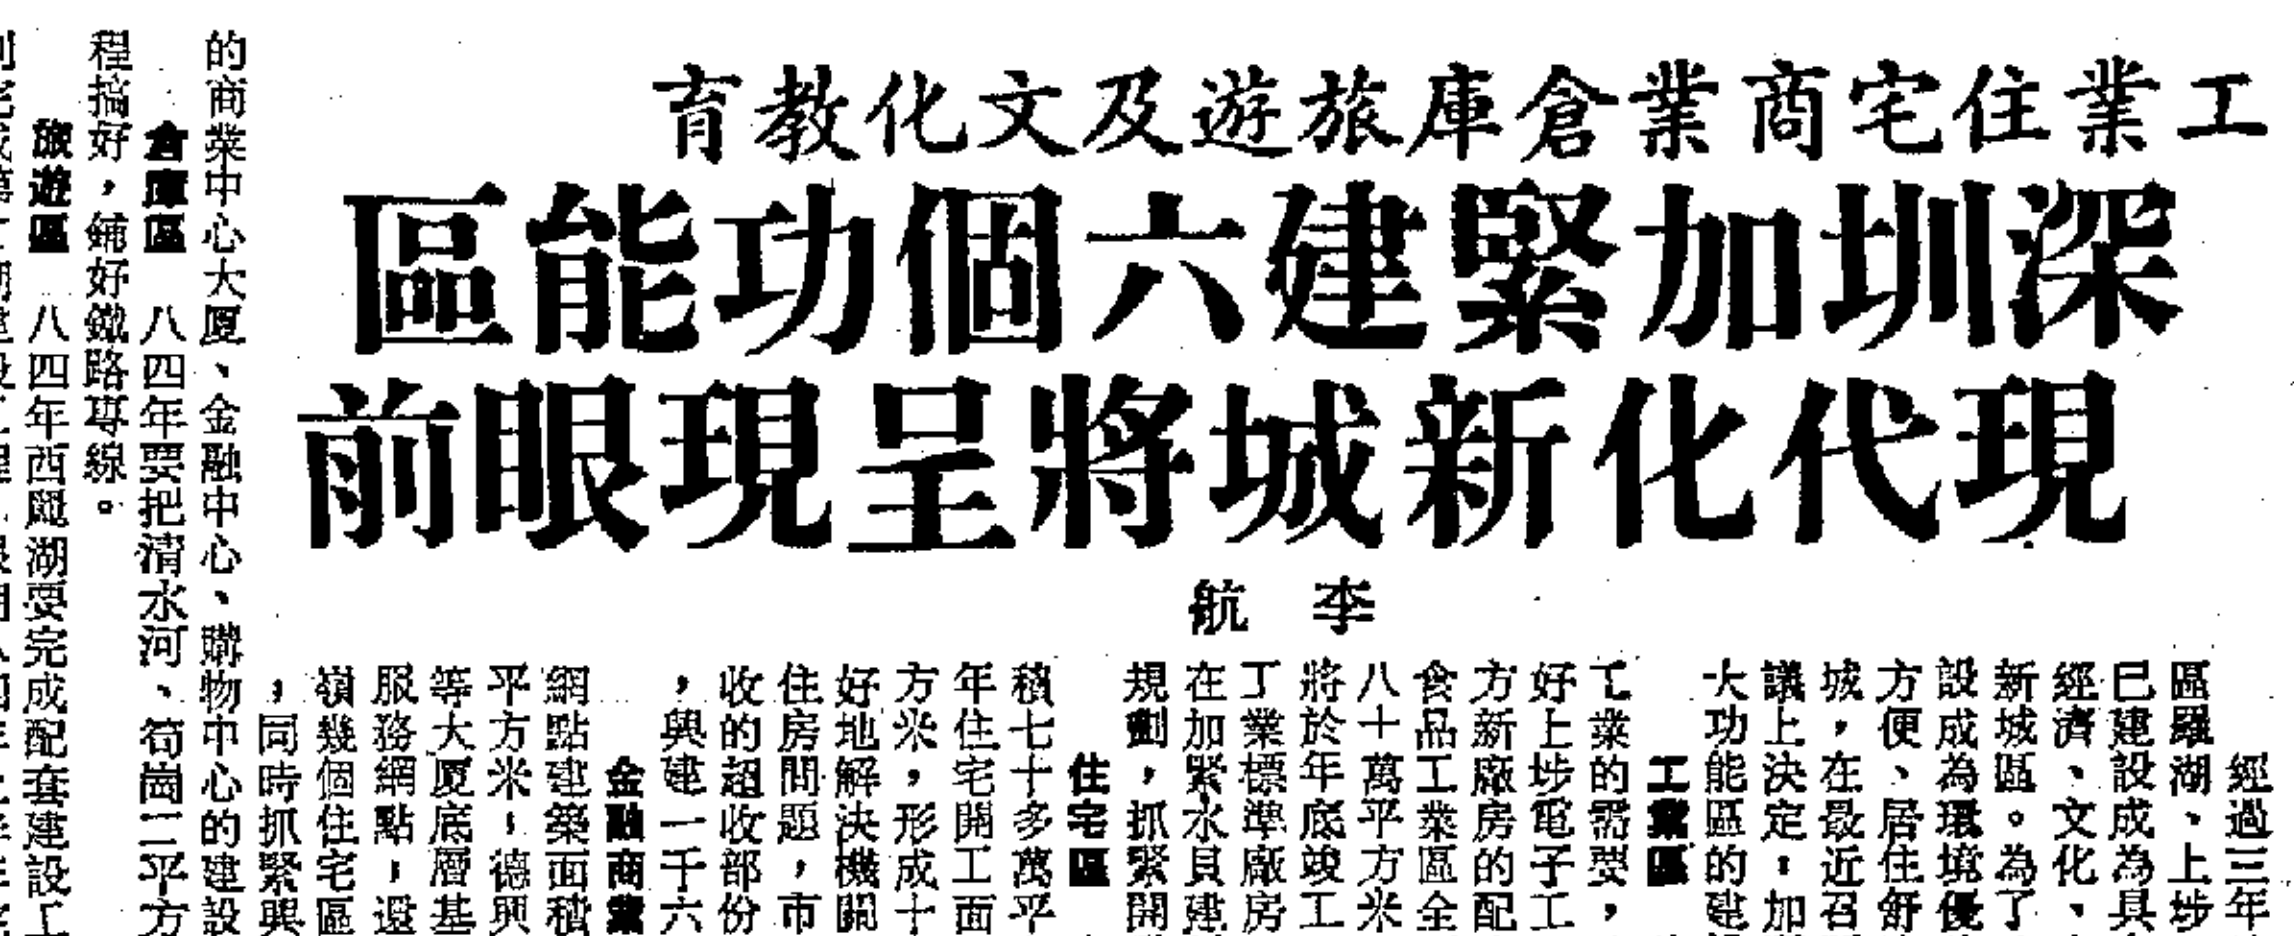 工業住宅商業倉庫旅遊及文化教育
深圳加緊建六個功能區
現代化新城將呈現眼前
李航
經過三年
區羅湖、上埗
已建設成為具
經濟、文化、
新城區。為了
設成為環境優
方便、居住舒
城，在最近召
議上決定，加
大功能區的建
工業區
工業的需要，
好上埗電子工
方新廠房的配
食品工業區全
八十萬平方米
將於年底竣工
工業標準廠房
在加緊水貝建
規劃，抓緊開
住宅區
積七十多萬平
年住宅開工面
方米，形成十
好地解決機關
住房問題，市
收的超收部份
，興建一千六
金融商業
網點建築面積
平方米，德興
等大厦底層基
服務網點，還
嶺幾個住宅區
，同時抓緊興
的商業中心大厦、金融中心、購物中心的建設
倉庫區　八四年要把清水河、筍崗二平方
程搞好，鋪好鐵路專線。
旅遊區　八四年西麗湖要完成配套建設工